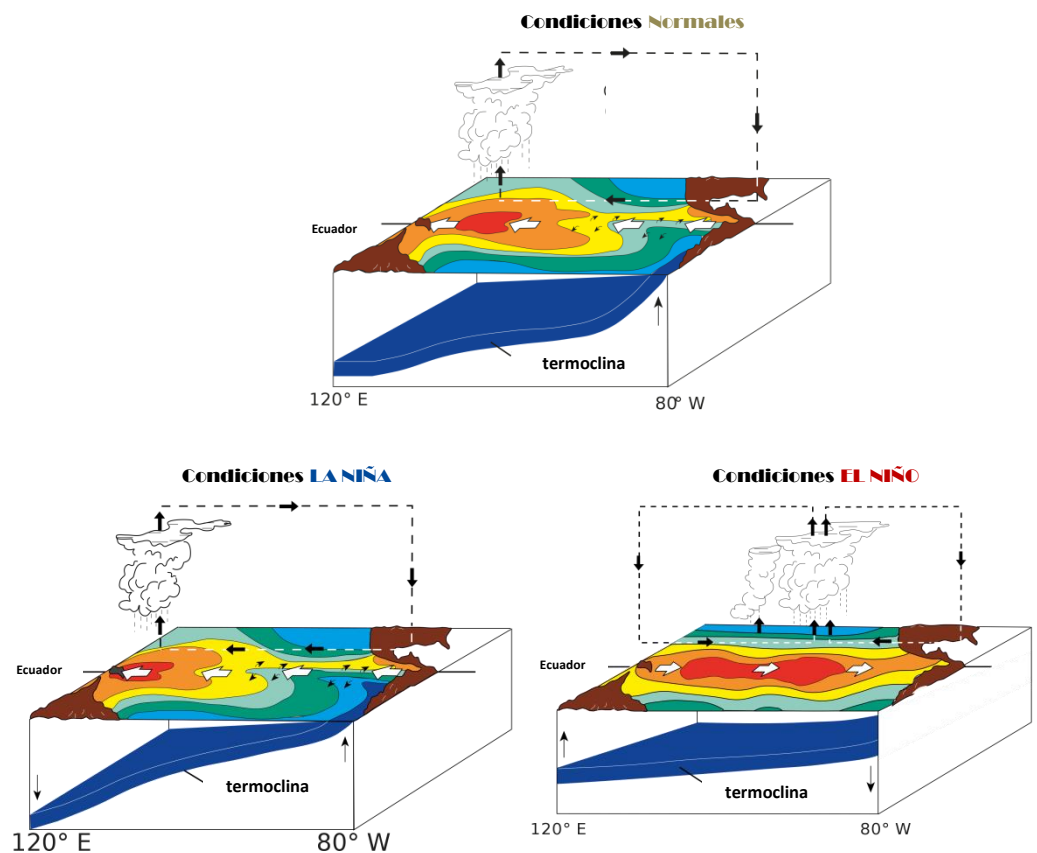 Condiciones Normales
Ecuador
termoclina
120° E
80° W
Condiciones LA NIÑA
Ecuador
termoclina
120° E
80° W
Condiciones EL NIÑO
Ecuador
termoclina
120° E
80° W